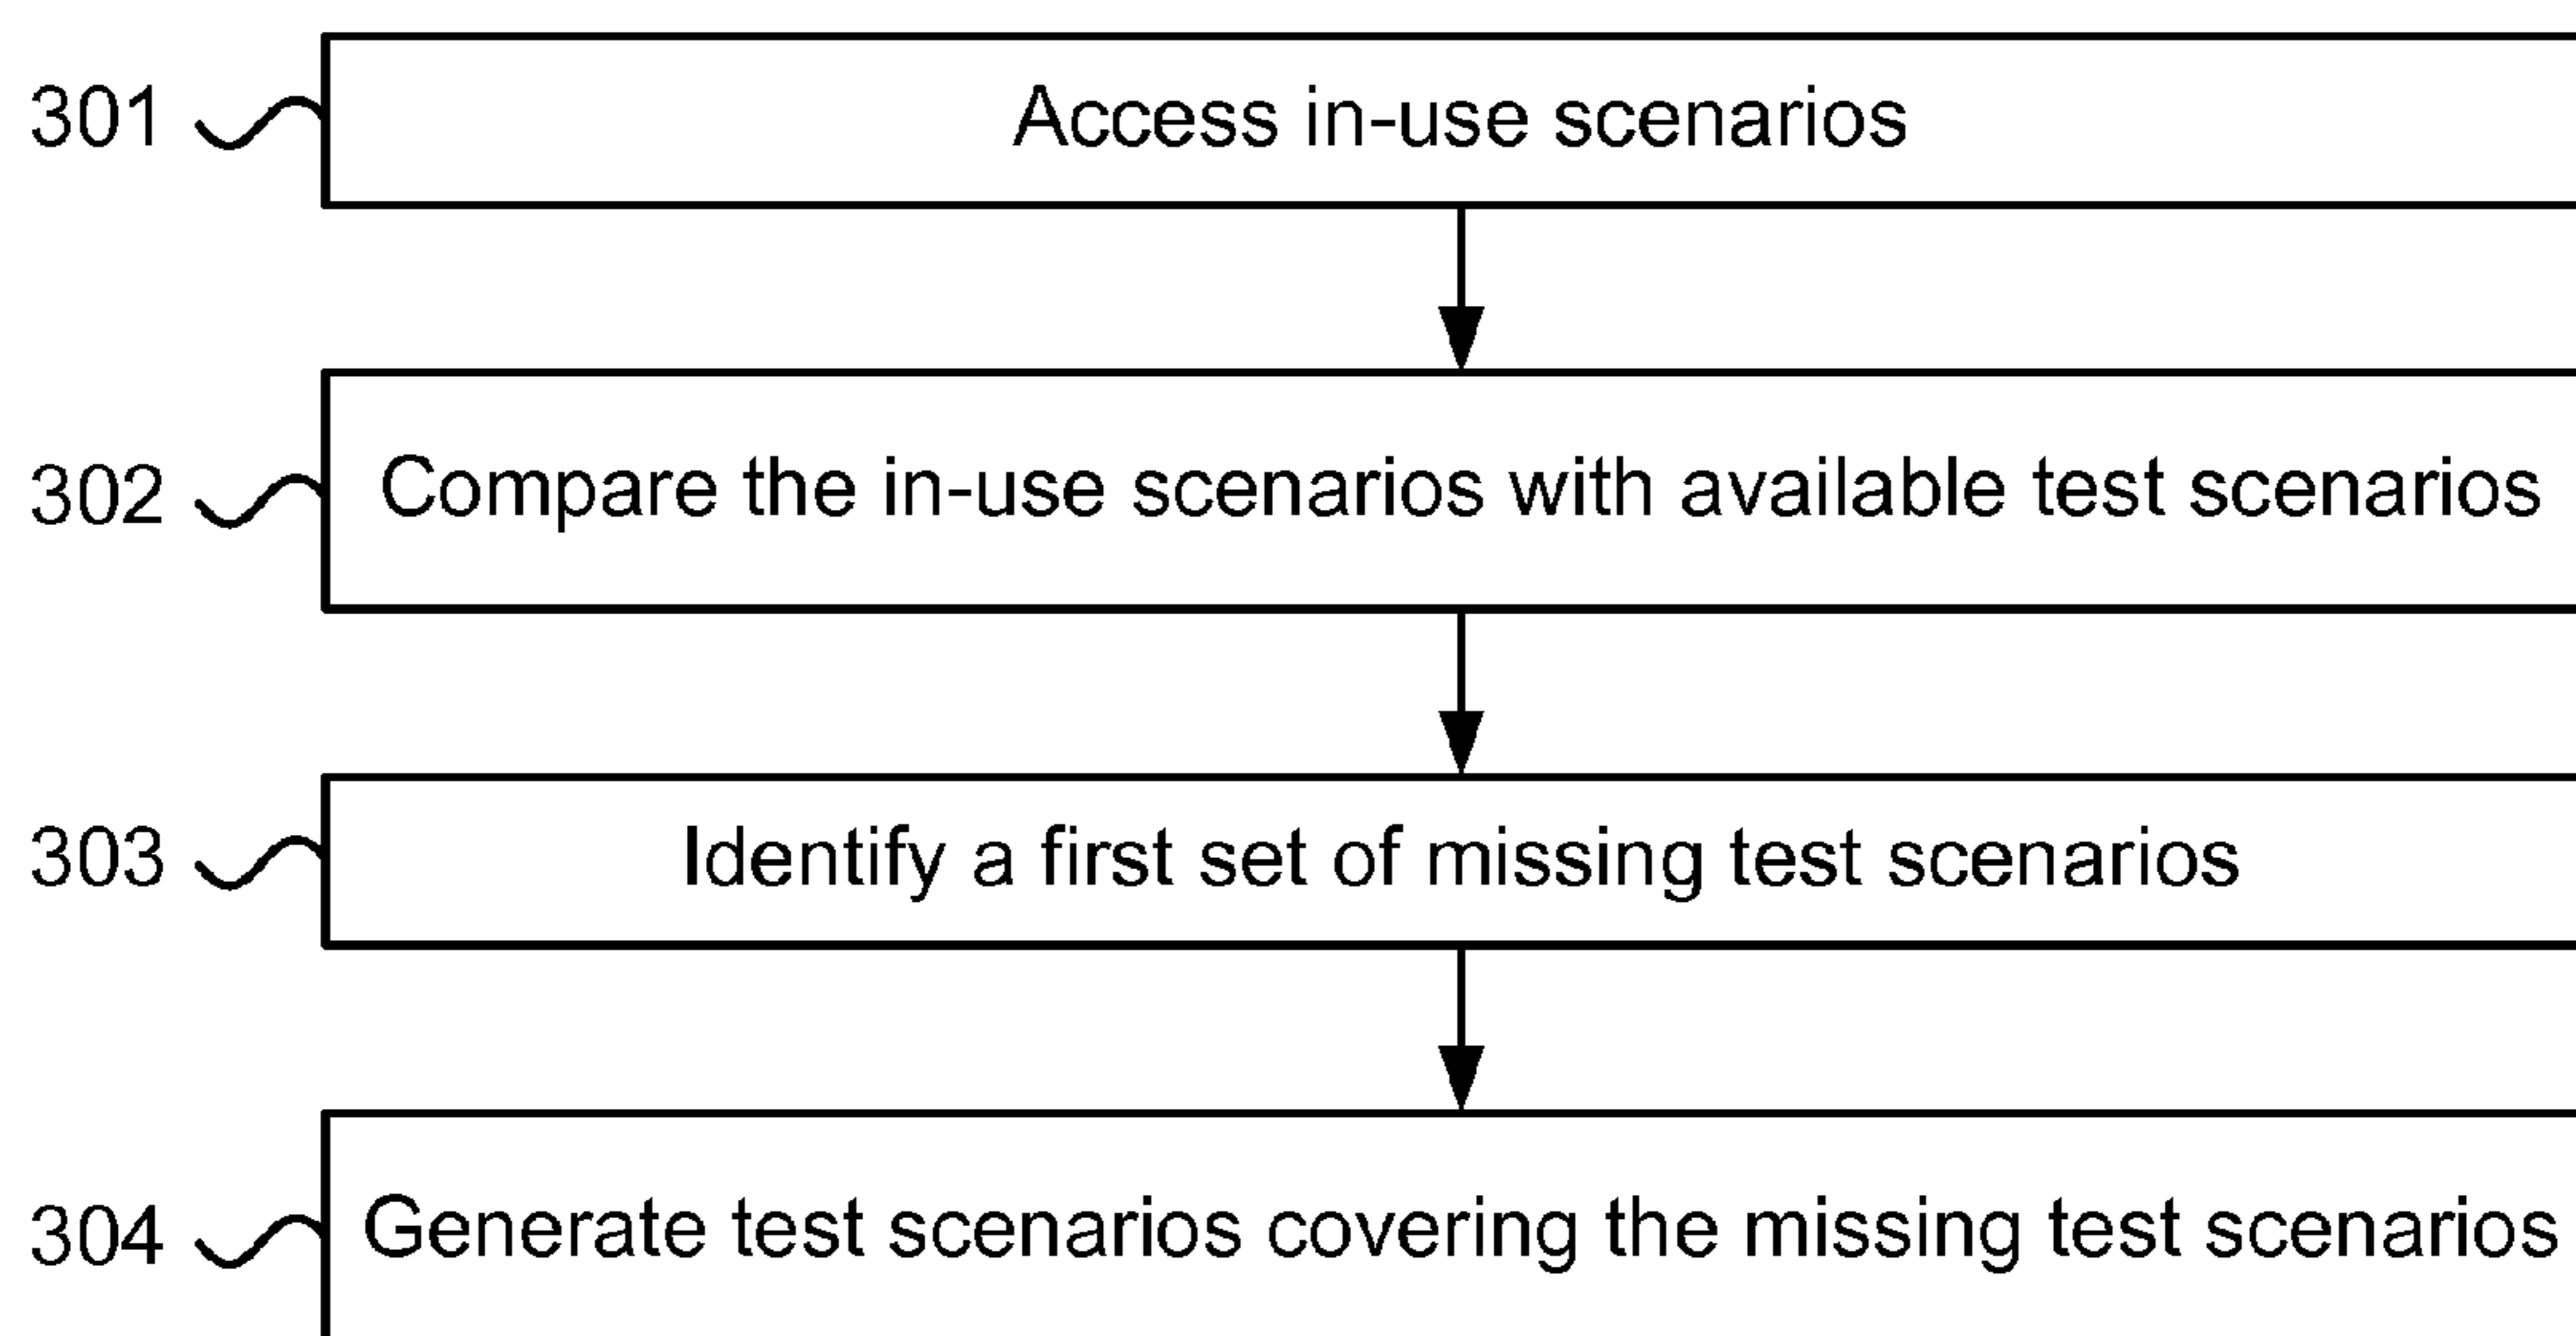 301 Access in-use scenarios
302 Compare the in-use scenarios with available test scenarios
303 Identify a first set of missing test scenarios
304 Generate test scenarios covering the missing test scenarios